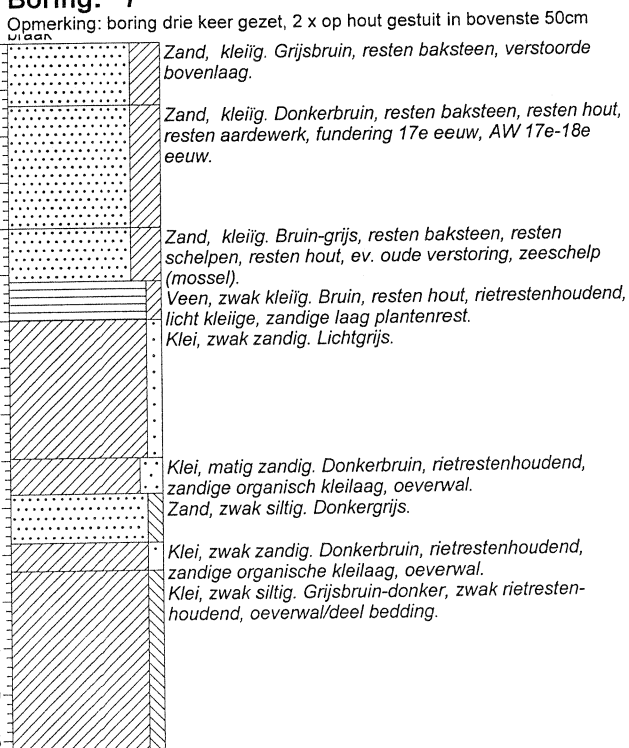 Boring: 7
Opmerking: boring drie keer gezet, 2 x op hout gestuit in bovenste 50cm
braak
Zand, kleiïg. Grijsbruin, resten baksteen, verstoorde
bovenlaag.
Zand, kleiïg. Donkerbruin, resten baksteen, resten hout,
resten aardewerk, fundering 17e eeuw, AW 17e-18e
eeuw.
Zand, kleiïg. Bruin-grijs, resten baksteen, resten
schelpen, resten hout, ev. oude verstoring, zeeschelp
(mossel).
Veen, zwak kleiïg. Bruin, resten hout, rietrestenhoudend,
licht kleiige, zandige laag plantenrest.
Klei, zwak zandig. Lichtgrijs.
Klei, matig zandig. Donkerbruin, rietrestenhoudend,
zandige organisch kleilaag, oeverwal.
Zand, zwak siltig. Donkergrijs.
Klei, zwak zandig. Donkerbruin, rietrestenhoudend,
zandige organische kleilaag, oeverwal.
Klei, zwak siltig. Grijsbruin-donker, zwak rietresten-
houdend, oeverwal/deel bedding.